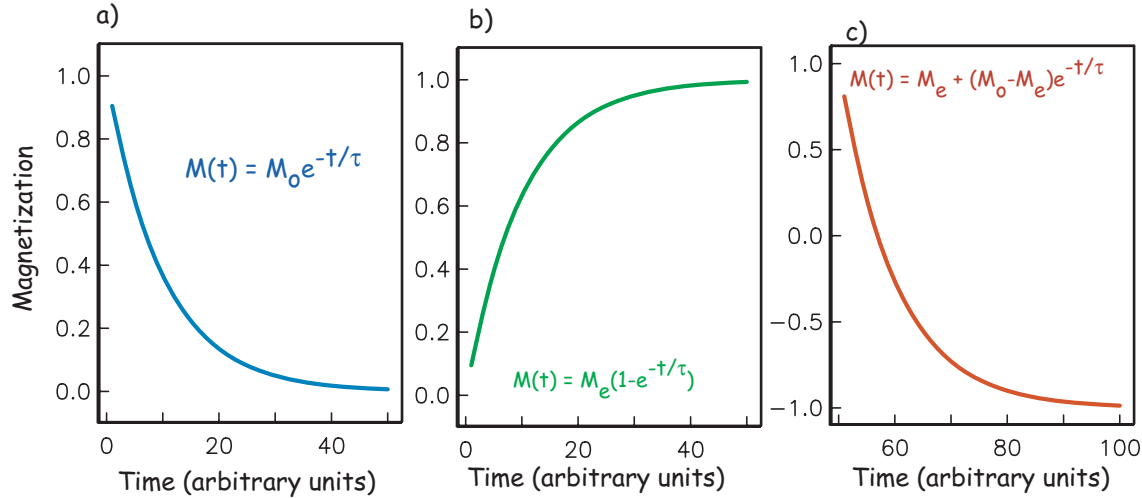 a)
b)
c)
Magnetization
1.0
0.8
0.6
0.4
0.2
0.0
0
20
40
Time (arbitrary units)
M(t) = M₀e^{-t/τ}
1.0
0.8
0.6
0.4
0.2
0.0
0
20
40
Time (arbitrary units)
M(t) = Mₑ(1-e^{-t/τ})
1.0
0.5
0.0
−0.5
−1.0
60
80
100
Time (arbitrary units)
M(t) = Mₑ + (M₀-Mₑ)e^{-t/τ}